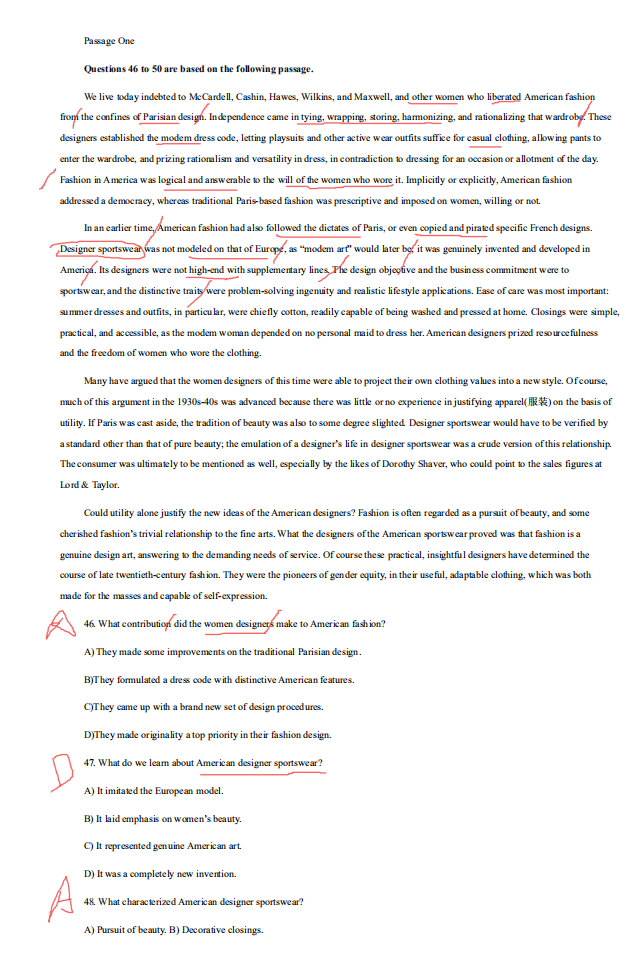 Passage One
Questions 46 to 50 are based on the following passage.
We live today indebted to McCardell, Cashin, Hawes, Wilkins, and Maxwell, and other women who liberated American fashion
from the confines of Parisian design. Independence came in tying, wrapping, storing, harmonizing, and rationalizing that wardrobe. These
designers established the modem dress code, letting playsuits and other active wear outfits suffice for casual clothing, allowing pants to
enter the wardrobe, and prizing rationalism and versatility in dress, in contradiction to dressing for an occasion or allotment of the day.
Fashion in America was logical and answerable to the will of the women who wore it. Implicitly or explicitly, American fashion
addressed a democracy, whereas traditional Paris-based fashion was prescriptive and imposed on women, willing or not.
In an earlier time, American fashion had also followed the dictates of Paris, or even copied and pirated specific French designs.
Designer sportswear was not modeled on that of Europe, as “modem art” would later be; it was genuinely invented and developed in
America. Its designers were not high-end with supplementary lines. The design objective and the business commitment were to
sportswear, and the distinctive traits were problem-solving ingenuity and realistic lifestyle applications. Ease of care was most important:
summer dresses and outfits, in particular, were chiefly cotton, readily capable of being washed and pressed at home. Closings were simple,
practical, and accessible, as the modem woman depended on no personal maid to dress her. American designers prized resourcefulness
and the freedom of women who wore the clothing.
Many have argued that the women designers of this time were able to project their own clothing values into a new style. Of course,
much of this argument in the 1930s-40s was advanced because there was little or no experience in justifying apparel(服装) on the basis of
utility. If Paris was cast aside, the tradition of beauty was also to some degree slighted. Designer sportswear would have to be verified by
a standard other than that of pure beauty; the emulation of a designer’s life in designer sportswear was a crude version of this relationship.
The consumer was ultimately to be mentioned as well, especially by the likes of Dorothy Shaver, who could point to the sales figures at
Lord & Taylor.
Could utility alone justify the new ideas of the American designers? Fashion is often regarded as a pursuit of beauty, and some
cherished fashion’s trivial relationship to the fine arts. What the designers of the American sportswear proved was that fashion is a
genuine design art, answering to the demanding needs of service. Of course these practical, insightful designers have determined the
course of late twentieth-century fashion. They were the pioneers of gender equity, in their useful, adaptable clothing, which was both
made for the masses and capable of self-expression.
A 46. What contribution did the women designers make to American fashion?
A) They made some improvements on the traditional Parisian design.
B)They formulated a dress code with distinctive American features.
C)They came up with a brand new set of design procedures.
D)They made originality a top priority in their fashion design.
D 47. What do we learn about American designer sportswear?
A) It imitated the European model.
B) It laid emphasis on women’s beauty.
C) It represented genuine American art.
D) It was a completely new invention.
A 48. What characterized American designer sportswear?
A) Pursuit of beauty. B) Decorative closings.